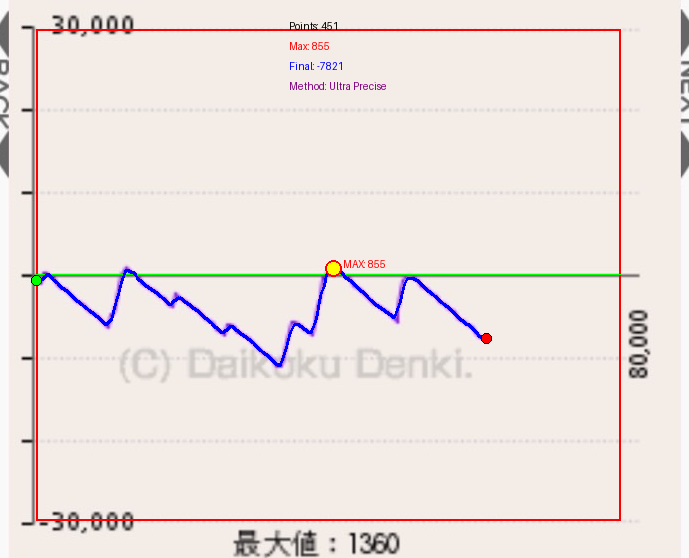 30,000
Points: 451
Max: 855
Final: -7821
Method: Ultra Precise
BACK
NEXT
MAX: 855
80,000
(C) Daikoku Denki.
-30,000
最大値：1360